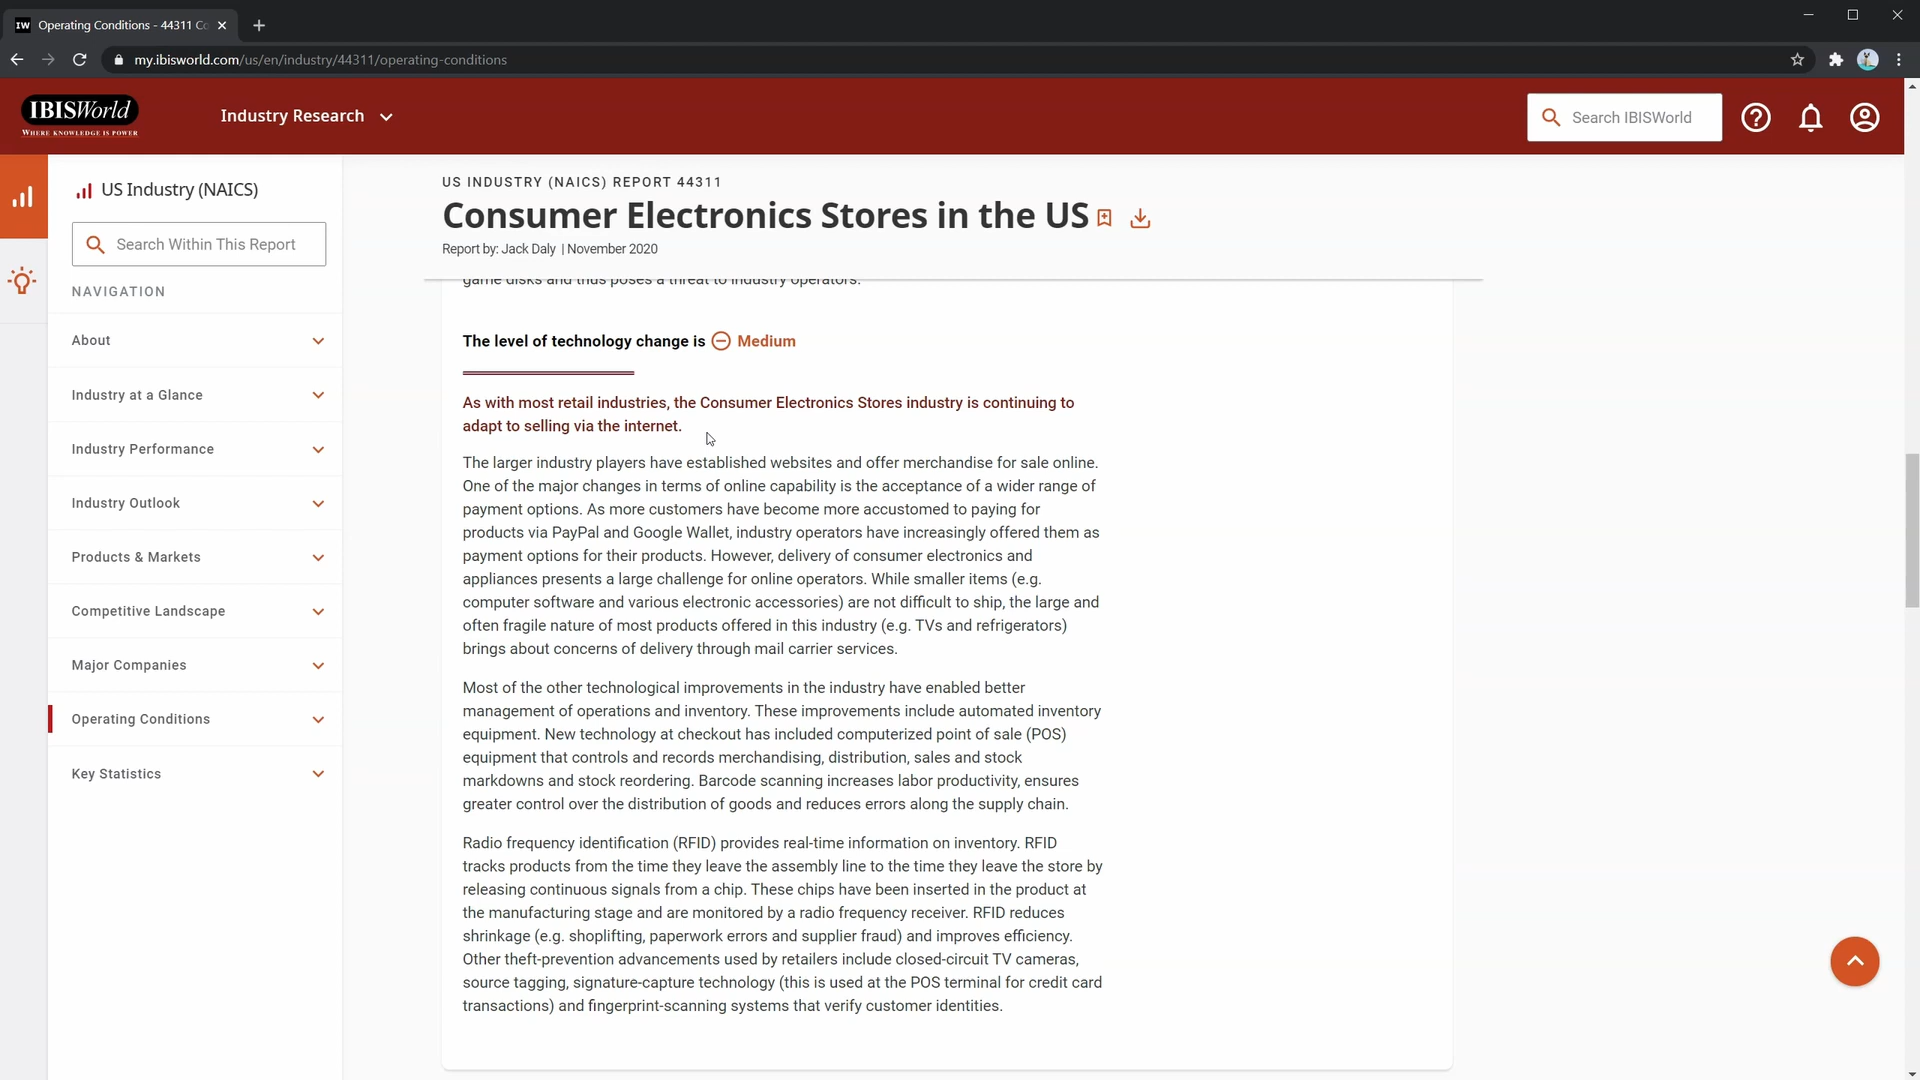 IW Operating Conditions - 44311 Co
my.ibisworld.com/us/en/industry/44311/operating-conditions
IBISWorld
WHERE KNOWLEDGE IS POWER
Industry Research
Search IBISWorld
US Industry (NAICS)
Search Within This Report
NAVIGATION
About
Industry at a Glance
Industry Performance
Industry Outlook
Products & Markets
Competitive Landscape
Major Companies
Operating Conditions
Key Statistics
US INDUSTRY (NAICS) REPORT 44311
Consumer Electronics Stores in the US
Report by: Jack Daly | November 2020
game disks and thus poses a threat to industry operators.
The level of technology change is Medium
As with most retail industries, the Consumer Electronics Stores industry is continuing to
adapt to selling via the internet.
The larger industry players have established websites and offer merchandise for sale online.
One of the major changes in terms of online capability is the acceptance of a wider range of
payment options. As more customers have become more accustomed to paying for
products via PayPal and Google Wallet, industry operators have increasingly offered them as
payment options for their products. However, delivery of consumer electronics and
appliances presents a large challenge for online operators. While smaller items (e.g.
computer software and various electronic accessories) are not difficult to ship, the large and
often fragile nature of most products offered in this industry (e.g. TVs and refrigerators)
brings about concerns of delivery through mail carrier services.
Most of the other technological improvements in the industry have enabled better
management of operations and inventory. These improvements include automated inventory
equipment. New technology at checkout has included computerized point of sale (POS)
equipment that controls and records merchandising, distribution, sales and stock
markdowns and stock reordering. Barcode scanning increases labor productivity, ensures
greater control over the distribution of goods and reduces errors along the supply chain.
Radio frequency identification (RFID) provides real-time information on inventory. RFID
tracks products from the time they leave the assembly line to the time they leave the store by
releasing continuous signals from a chip. These chips have been inserted in the product at
the manufacturing stage and are monitored by a radio frequency receiver. RFID reduces
shrinkage (e.g. shoplifting, paperwork errors and supplier fraud) and improves efficiency.
Other theft-prevention advancements used by retailers include closed-circuit TV cameras,
source tagging, signature-capture technology (this is used at the POS terminal for credit card
transactions) and fingerprint-scanning systems that verify customer identities.